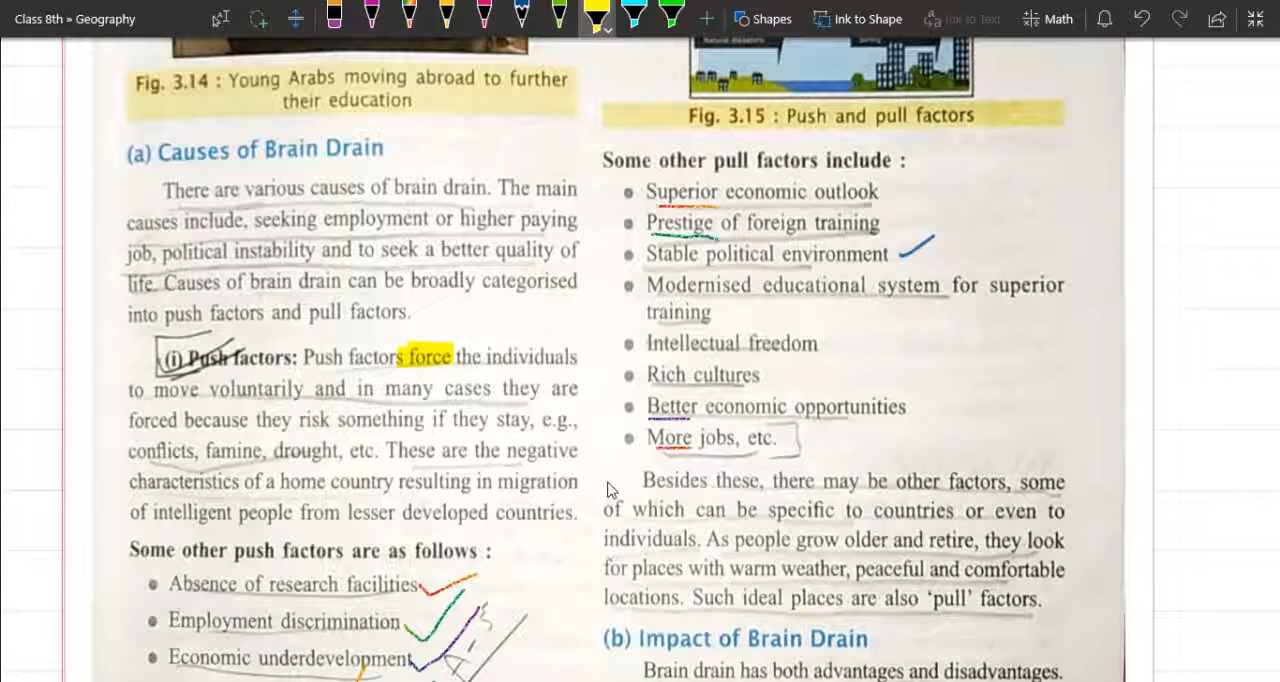 Class 8th » Geography
Shapes
Ink to Shape
Ink to Text
Math
Fig. 3.14 : Young Arabs moving abroad to further
their education
(a) Causes of Brain Drain
There are various causes of brain drain. The main
causes include, seeking employment or higher paying
job, political instability and to seek a better quality of
life. Causes of brain drain can be broadly categorised
into push factors and pull factors.
(i) Push factors: Push factors force the individuals
to move voluntarily and in many cases they are
forced because they risk something if they stay, e.g.,
conflicts, famine, drought, etc. These are the negative
characteristics of a home country resulting in migration
of intelligent people from lesser developed countries.
Some other push factors are as follows :
• Absence of research facilities
• Employment discrimination
• Economic underdevelopment
Fig. 3.15 : Push and pull factors
Some other pull factors include :
• Superior economic outlook
• Prestige of foreign training
• Stable political environment
• Modernised educational system for superior
training
• Intellectual freedom
• Rich cultures
• Better economic opportunities
• More jobs, etc.
Besides these, there may be other factors, some
of which can be specific to countries or even to
individuals. As people grow older and retire, they look
for places with warm weather, peaceful and comfortable
locations. Such ideal places are also 'pull' factors.
(b) Impact of Brain Drain
Brain drain has both advantages and disadvantages.